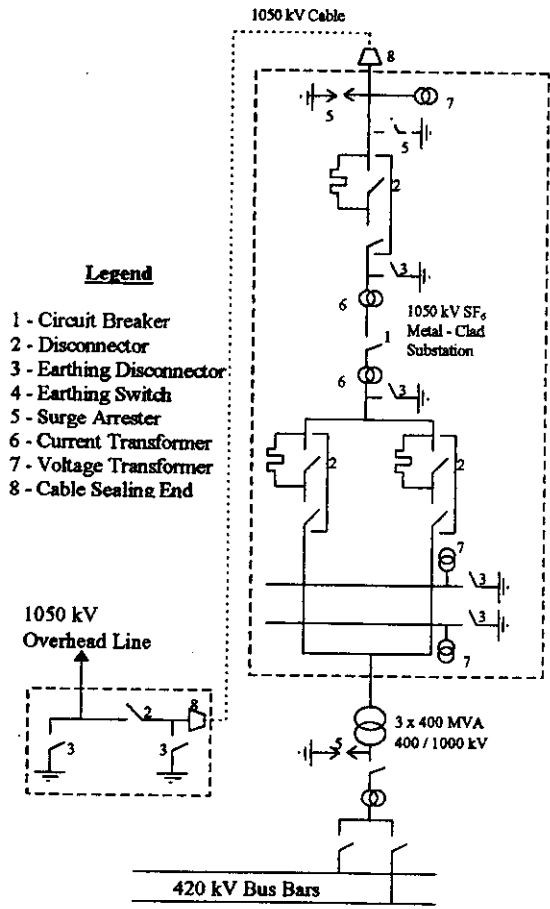 1050 kV Cable
8
7
5
5
2
3
Legend
1 - Circuit Breaker
2 - Disconnector
3 - Earthing Disconnector
4 - Earthing Switch
5 - Surge Arrester
6 - Current Transformer
7 - Voltage Transformer
8 - Cable Sealing End
6
1050 kV SF₆
Metal - Clad
Substation
1
6
3
2
2
7
3
3
7
1050 kV
Overhead Line
8
2
3
3
3 x 400 MVA
400 / 1000 kV
5
420 kV Bus Bars